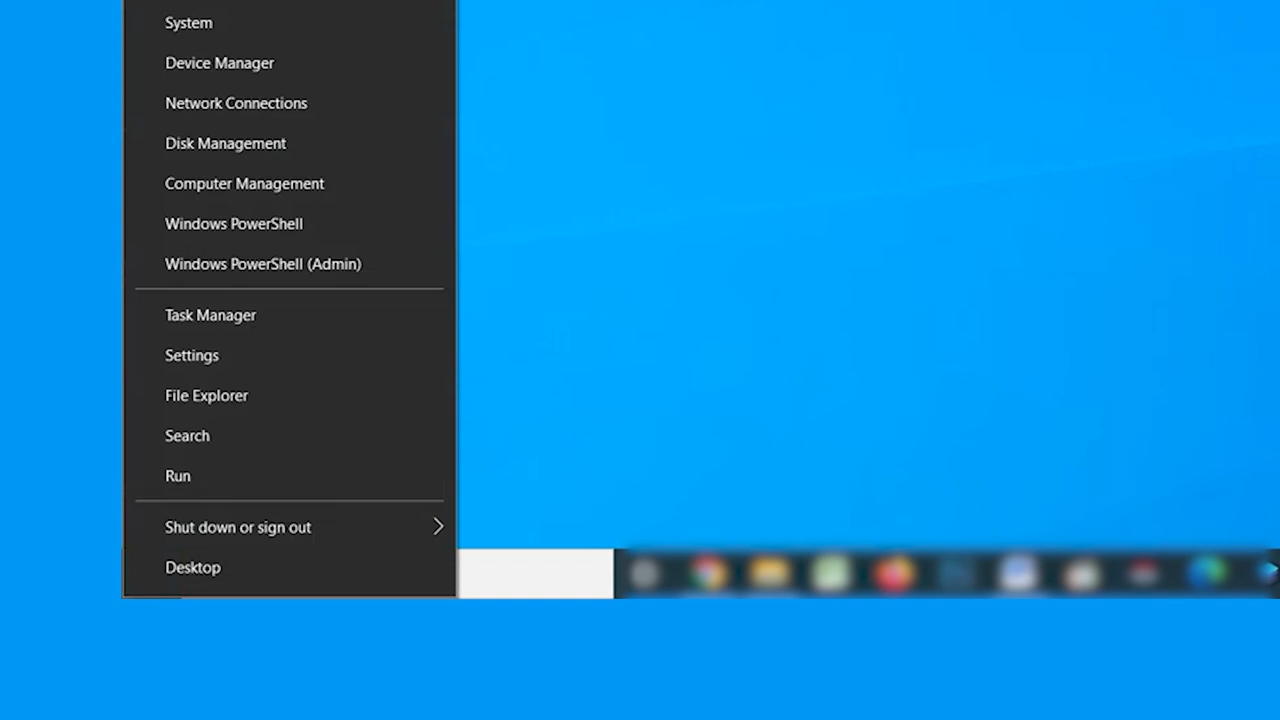 System
Device Manager
Network Connections
Disk Management
Computer Management
Windows PowerShell
Windows PowerShell (Admin)
Task Manager
Settings
File Explorer
Search
Run
Shut down or sign out
Desktop